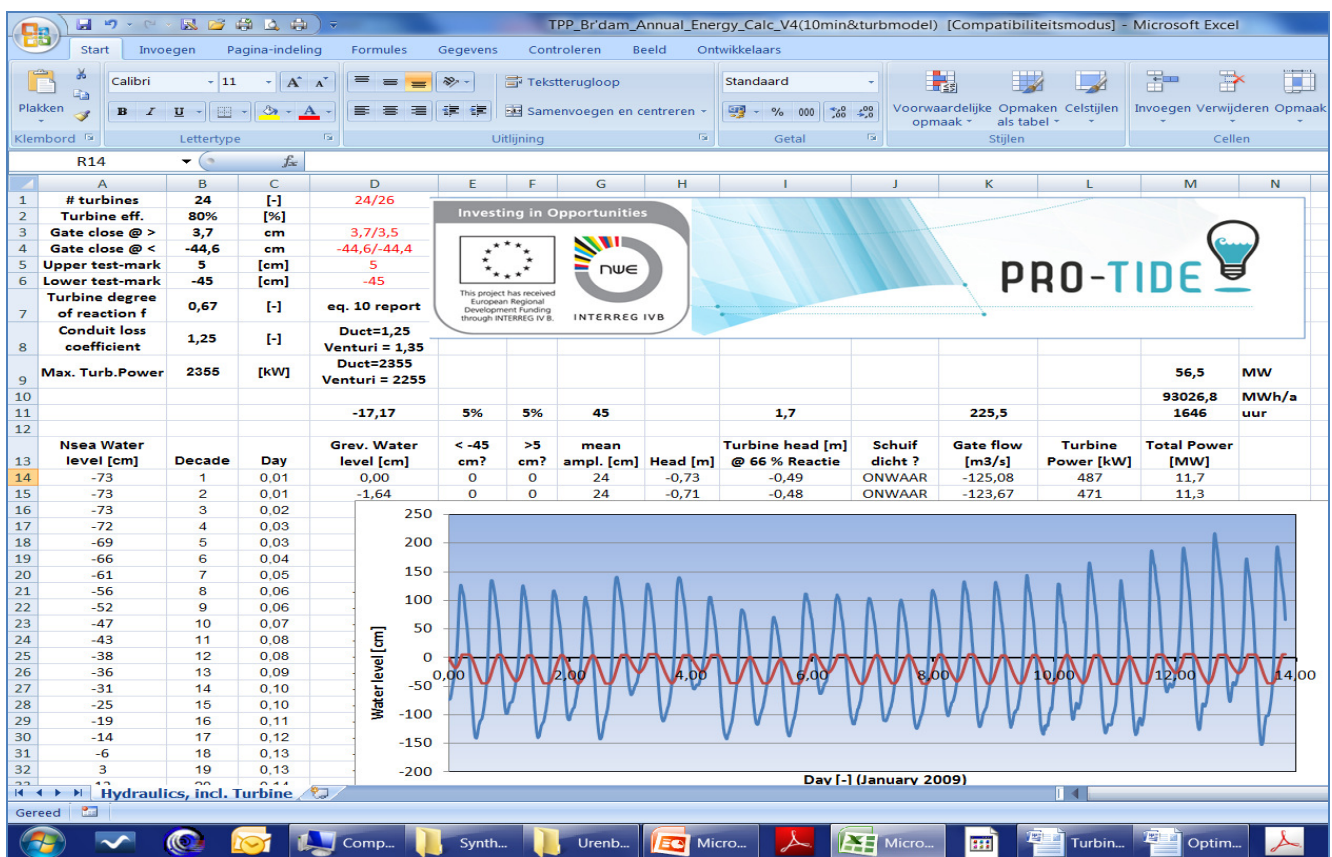 TPP_Br'dam_Annual_Energy_Calc_V4(10min&turbmodel) [Compatibiliteitsmodus] - Microsoft Excel
Start Invoegen Pagina-indeling Formules Gegevens Controleren Beeld Ontwikkelaars
Plakken
Calibri 11 A A
B I U A
Tekstterugloop
Samenvoegen en centreren
Standaard
% 000
Voorwaardelijke opmaak
Opmaken als tabel
Celstijlen
Invoegen Verwijderen Opmaak
Klembord Lettertype Uitlijning Getal Stijlen Cellen
R14 fx
A B C D E F G H I J K L M N
1 # turbines 24 [-] 24/26
2 Turbine eff. 80% [%]
3 Gate close @ > 3,7 cm 3,7/3,5
4 Gate close @ < -44,6 cm -44,6/-44,4
5 Upper test-mark 5 [cm] 5
6 Lower test-mark -45 [cm] -45
7 Turbine degree of reaction f 0,67 [-] eq. 10 report
8 Conduit loss coefficient 1,25 [-] Duct=1,25 Venturi = 1,35
9 Max. Turb.Power 2355 [kW] Duct=2355 Venturi = 2255 56,5 MW
Investing in Opportunities
This project has received
European Regional
Development Funding
through INTERREG IV B.
nwe
INTERREG IVB
PRO-TIDE
10 93026,8 MWh/a
11 -17,17 5% 5% 45 1,7 225,5 1646 uur
12
13 Nsea Water level [cm] Decade Day Grev. Water level [cm] < -45 cm? >5 cm? mean ampl. [cm] Head [m] Turbine head [m] @ 66 % Reactie Schuif dicht ? Gate flow [m3/s] Turbine Power [kW] Total Power [MW]
14 -73 1 0,01 0,00 0 0 24 -0,73 -0,49 ONWAAR -125,08 487 11,7
15 -73 2 0,01 -1,64 0 0 24 -0,71 -0,48 ONWAAR -123,67 471 11,3
16 -73 3 0,02
17 -72 4 0,03
18 -69 5 0,03
19 -66 6 0,04
20 -61 7 0,05
21 -56 8 0,06
22 -52 9 0,06
23 -47 10 0,07
24 -43 11 0,08
25 -38 12 0,08
26 -36 13 0,09
27 -31 14 0,10
28 -25 15 0,10
29 -19 16 0,11
30 -14 17 0,12
31 -6 18 0,13
32 3 19 0,13
250
200
150
100
50
0
-50
-100
-150
-200
Water level [cm]
0,00 2,00 4,00 6,00 8,00 10,00 12,00 14,00
Day [-] (January 2009)
Hydraulics, incl. Turbine
Gereed
Comp... Synth... Urenb... Micro... Micro... Turbin... Optim...